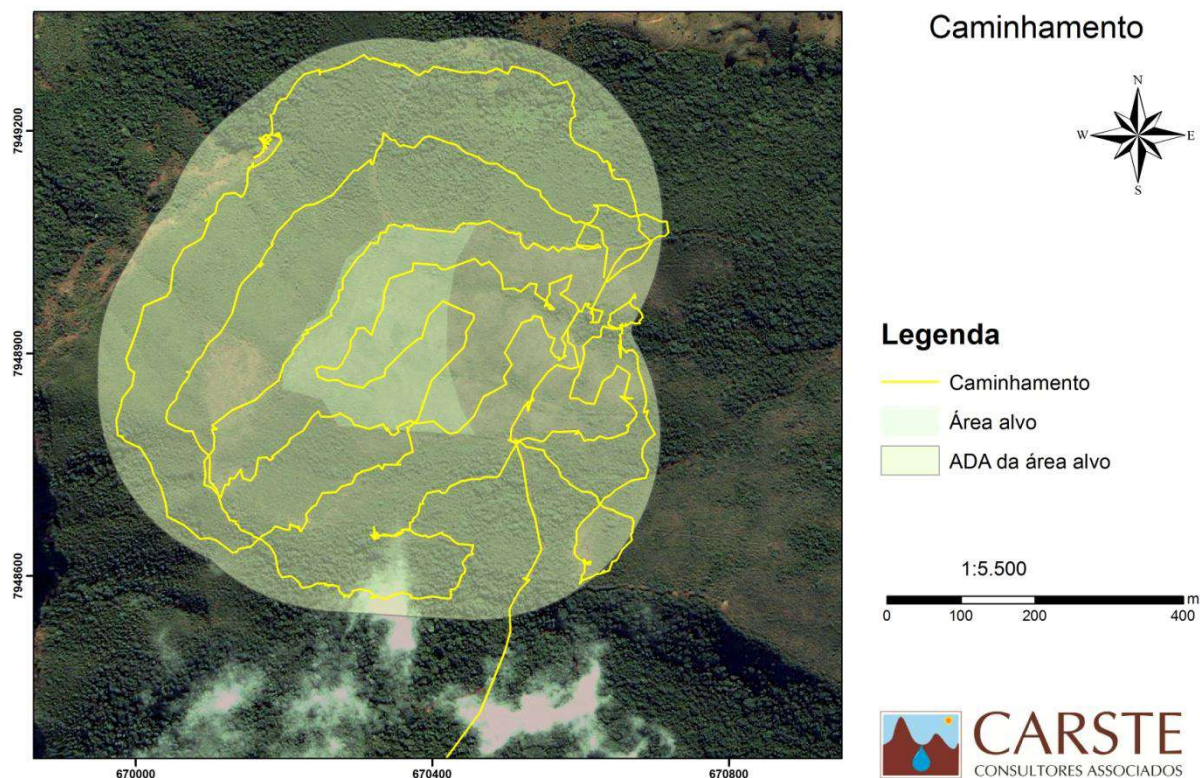 Caminhamento
N
W
E
S
7949200
7948900
7948600
670000
670400
670800
Legenda
Caminhamento
Área alvo
ADA da área alvo
1:5.500
m
0 100 200 400
CARSTE
CONSULTORES ASSOCIADOS